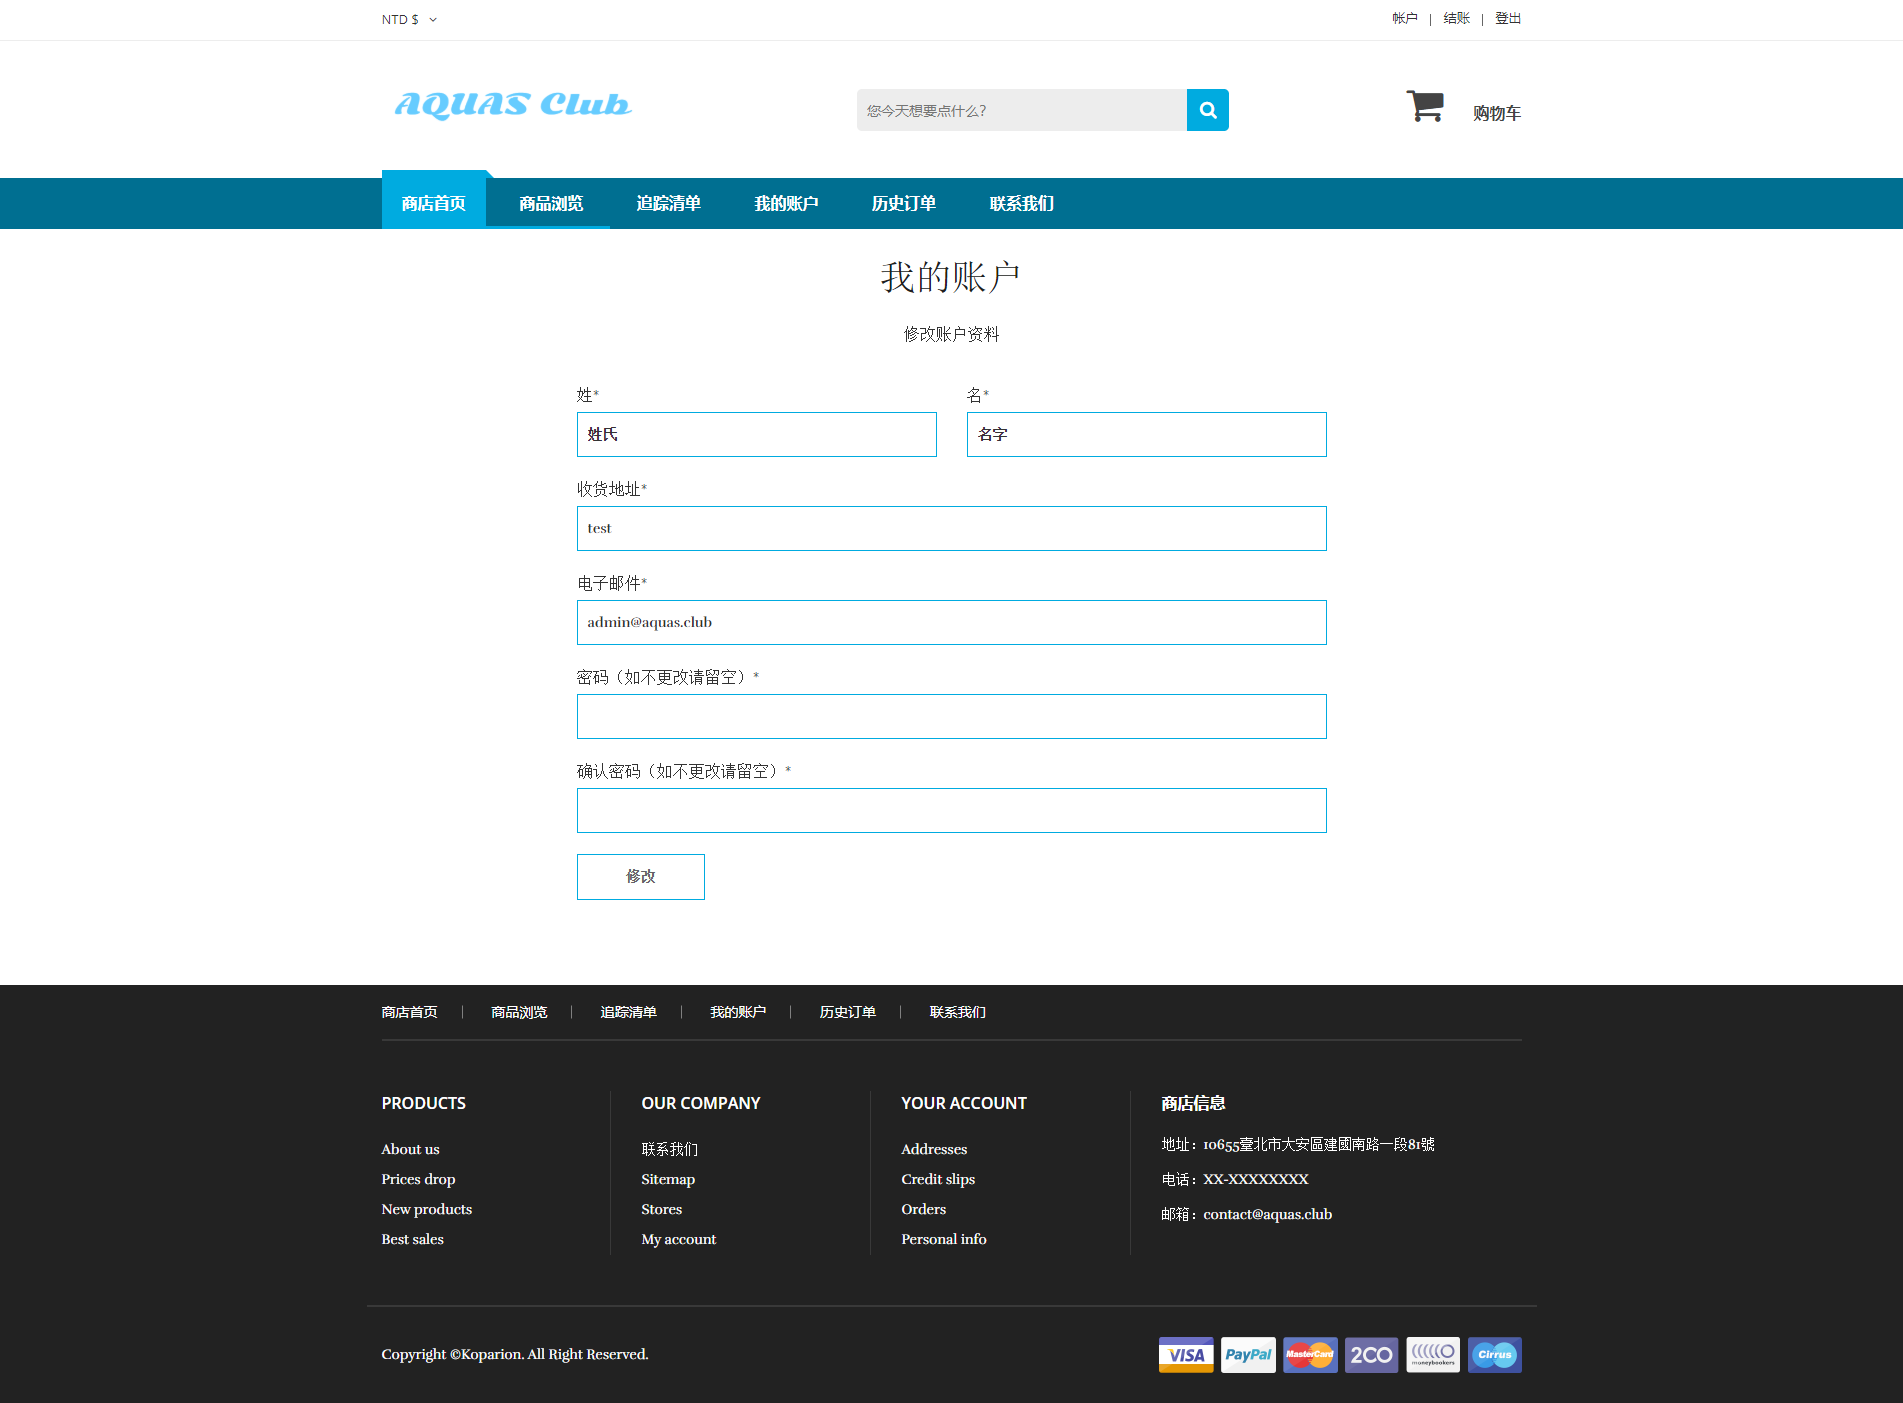 NTD $
帐户 | 结账 | 登出
AQUAS Club
您今天想要点什么？
购物车
商店首页 商品浏览 追踪清单 我的账户 历史订单 联系我们
我的账户
修改账户资料
姓* 名*
姓氏 名字
收货地址*
test
电子邮件*
admin@aquas.club
密码（如不更改请留空）*
确认密码（如不更改请留空）*
修改
商店首页 | 商品浏览 | 追踪清单 | 我的账户 | 历史订单 | 联系我们
PRODUCTS
About us
Prices drop
New products
Best sales
OUR COMPANY
联系我们
Sitemap
Stores
My account
YOUR ACCOUNT
Addresses
Credit slips
Orders
Personal info
商店信息
地址：10655臺北市大安區建國南路一段81號
电话：XX-XXXXXXXX
邮箱：contact@aquas.club
Copyright ©Koparion. All Right Reserved.
VISA PayPal MasterCard 2CO moneybookers Cirrus